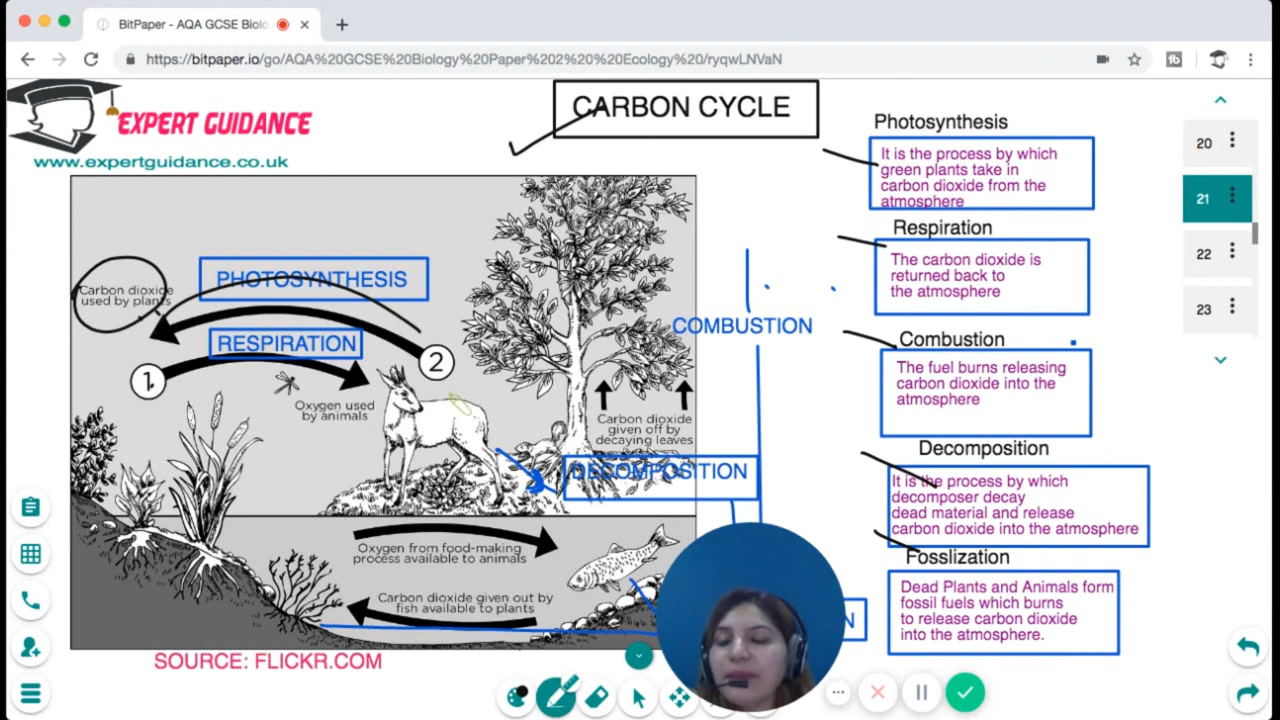 BitPaper - AQA GCSE Biolo
https://bitpaper.io/go/AQA%20GCSE%20Biology%20Paper%202%20%20Ecology%20/ryqwLNVaN
EXPERT GUIDANCE
www.expertguidance.co.uk
CARBON CYCLE
Carbon dioxide
used by plants
PHOTOSYNTHESIS
RESPIRATION
1
2
Oxygen used
by animals
COMBUSTION
Carbon dioxide
given off by
decaying leaves
DECOMPOSITION
Oxygen from food-making
process available to animals
Carbon dioxide given out by
fish available to plants
N
SOURCE: FLICKR.COM
Photosynthesis
It is the process by which
green plants take in
carbon dioxide from the
atmosphere
Respiration
The carbon dioxide is
returned back to
the atmosphere
Combustion
The fuel burns releasing
carbon dioxide into the
atmosphere
Decomposition
It is the process by which
decomposer decay
dead material and release
carbon dioxide into the atmosphere
Fosslization
Dead Plants and Animals form
fossil fuels which burns
to release carbon dioxide
into the atmosphere.
20
21
22
23